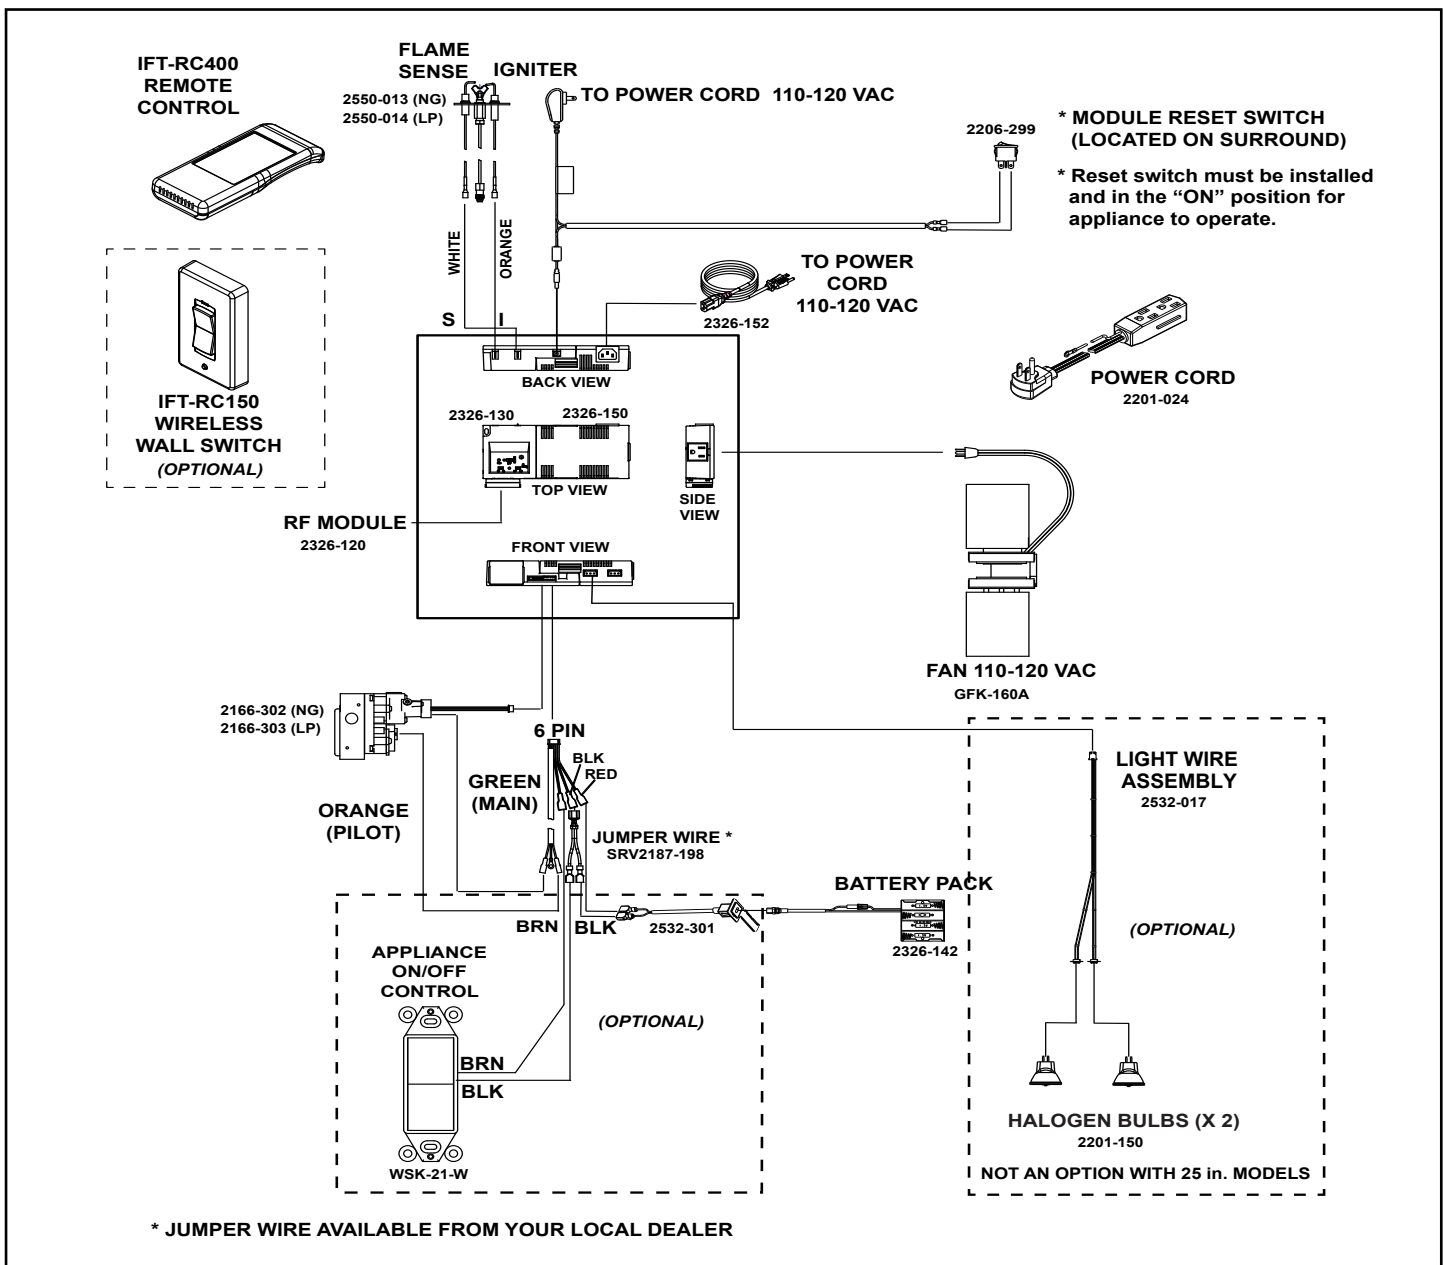 FLAME
SENSE
IGNITER
IFT-RC400
REMOTE
CONTROL
2550-013 (NG)
2550-014 (LP)
TO POWER CORD 110-120 VAC
2206-299
* MODULE RESET SWITCH
(LOCATED ON SURROUND)
* Reset switch must be installed
and in the “ON” position for
appliance to operate.
WHITE
ORANGE
S
I
TO POWER
CORD
110-120 VAC
2326-152
BACK VIEW
POWER CORD
2201-024
IFT-RC150
WIRELESS
WALL SWITCH
(OPTIONAL)
2326-130
2326-150
TOP VIEW
SIDE
VIEW
RF MODULE
2326-120
FRONT VIEW
FAN 110-120 VAC
GFK-160A
2166-302 (NG)
2166-303 (LP)
6 PIN
BLK
RED
GREEN
(MAIN)
ORANGE
(PILOT)
JUMPER WIRE *
SRV2187-198
LIGHT WIRE
ASSEMBLY
2532-017
BATTERY PACK
2326-142
BRN
BLK
2532-301
(OPTIONAL)
APPLIANCE
ON/OFF
CONTROL
(OPTIONAL)
BRN
BLK
WSK-21-W
HALOGEN BULBS (X 2)
2201-150
NOT AN OPTION WITH 25 in. MODELS
* JUMPER WIRE AVAILABLE FROM YOUR LOCAL DEALER